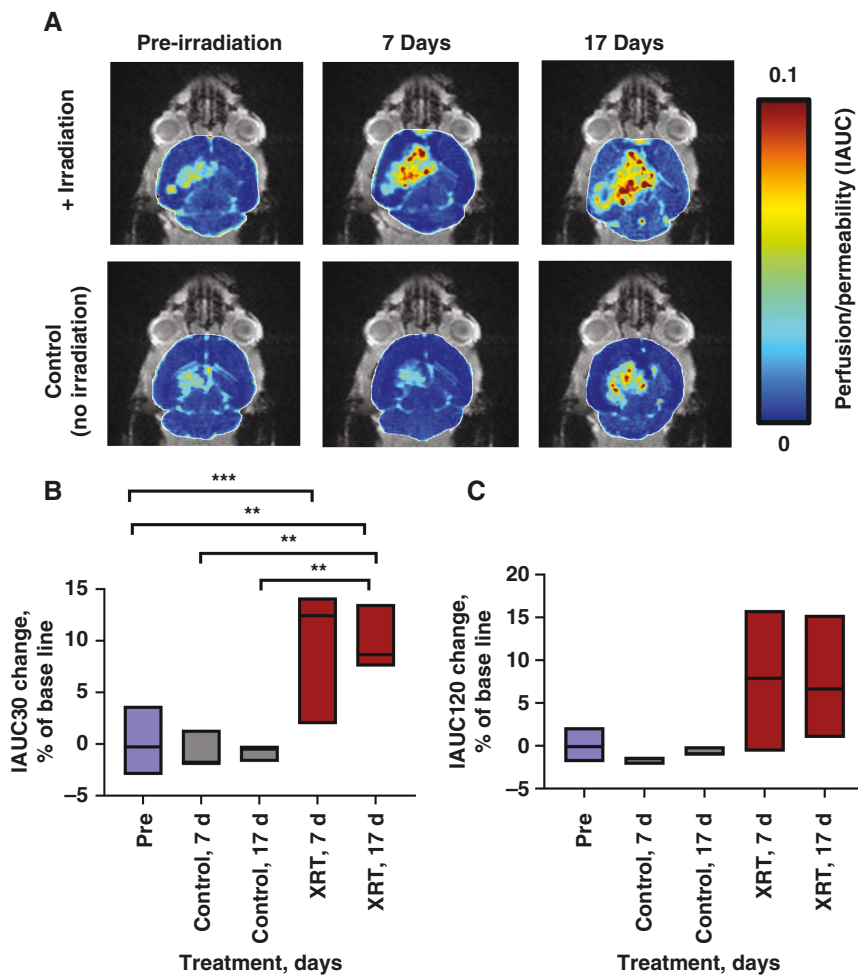 A
Pre-irradiation
7 Days
17 Days
+ Irradiation
Control
(no irradiation)
0.1
Perfusion/permeability (IAUC)
0
B
***
**
**
**
IAUC30 change,
% of base line
15
10
5
0
−5
Pre
Control, 7 d
Control, 17 d
XRT, 7 d
XRT, 17 d
Treatment, days
C
IAUC120 change,
% of base line
20
15
10
5
0
−5
Pre
Control, 7 d
Control, 17 d
XRT, 7 d
XRT, 17 d
Treatment, days